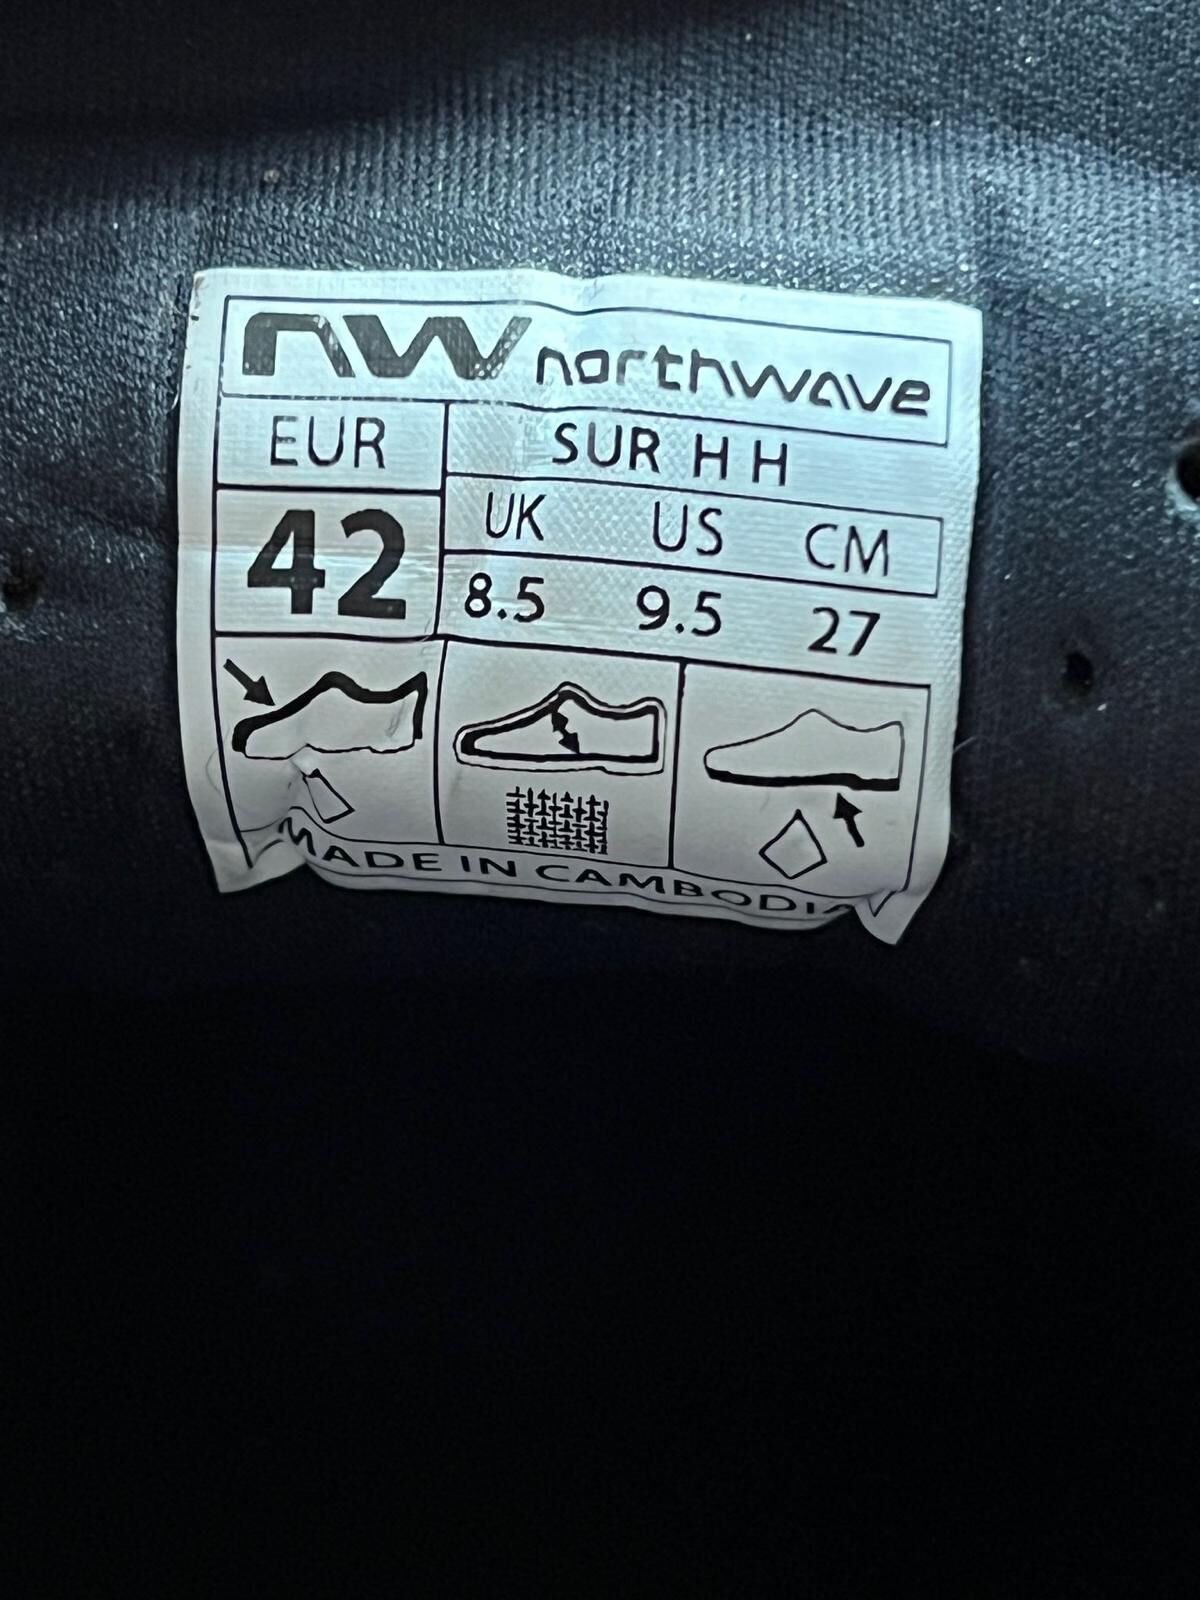 NW northwave
EUR SUR H H
UK US CM
42 8.5 9.5 27
MADE IN CAMBODIA